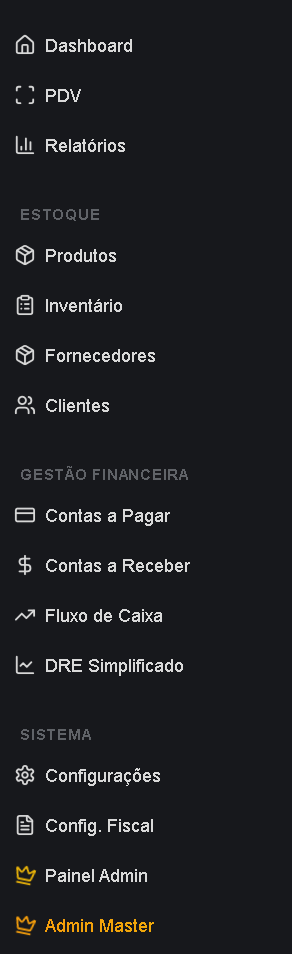 Dashboard
PDV
Relatórios
ESTOQUE
Produtos
Inventário
Fornecedores
Clientes
GESTÃO FINANCEIRA
Contas a Pagar
Contas a Receber
Fluxo de Caixa
DRE Simplificado
SISTEMA
Configurações
Config. Fiscal
Painel Admin
Admin Master